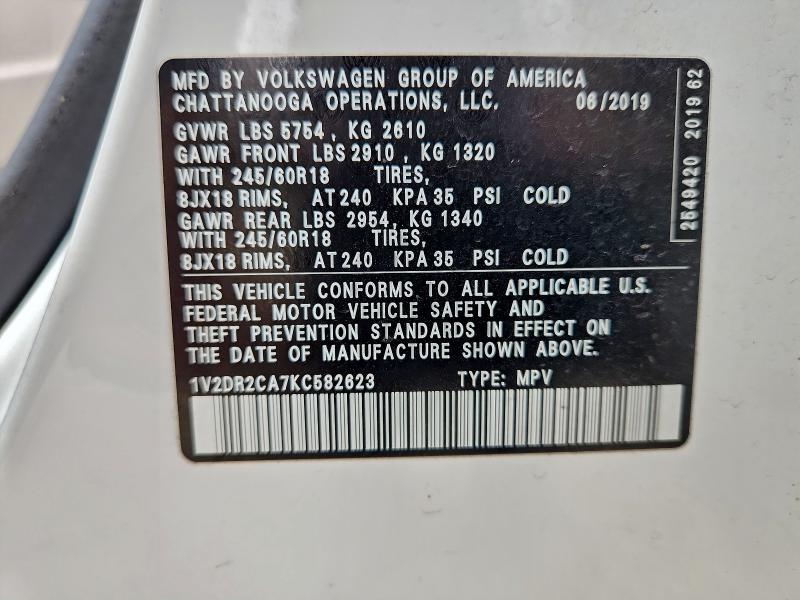 MFD BY VOLKSWAGEN GROUP OF AMERICA
CHATTANOOGA OPERATIONS, LLC. 06/2019
GVWR LBS 5754, KG 2610
GAWR FRONT LBS 2910, KG 1320
WITH 245/60R18 TIRES,
8JX18 RIMS, AT 240 KPA 35 PSI COLD
GAWR REAR LBS 2954, KG 1340
WITH 245/60R18 TIRES,
8JX18 RIMS, AT 240 KPA 35 PSI COLD
THIS VEHICLE CONFORMS TO ALL APPLICABLE U.S.
FEDERAL MOTOR VEHICLE SAFETY AND
THEFT PREVENTION STANDARDS IN EFFECT ON
THE DATE OF MANUFACTURE SHOWN ABOVE.
1V2DR2CA7KC582623 TYPE: MPV
2549420 2019 62